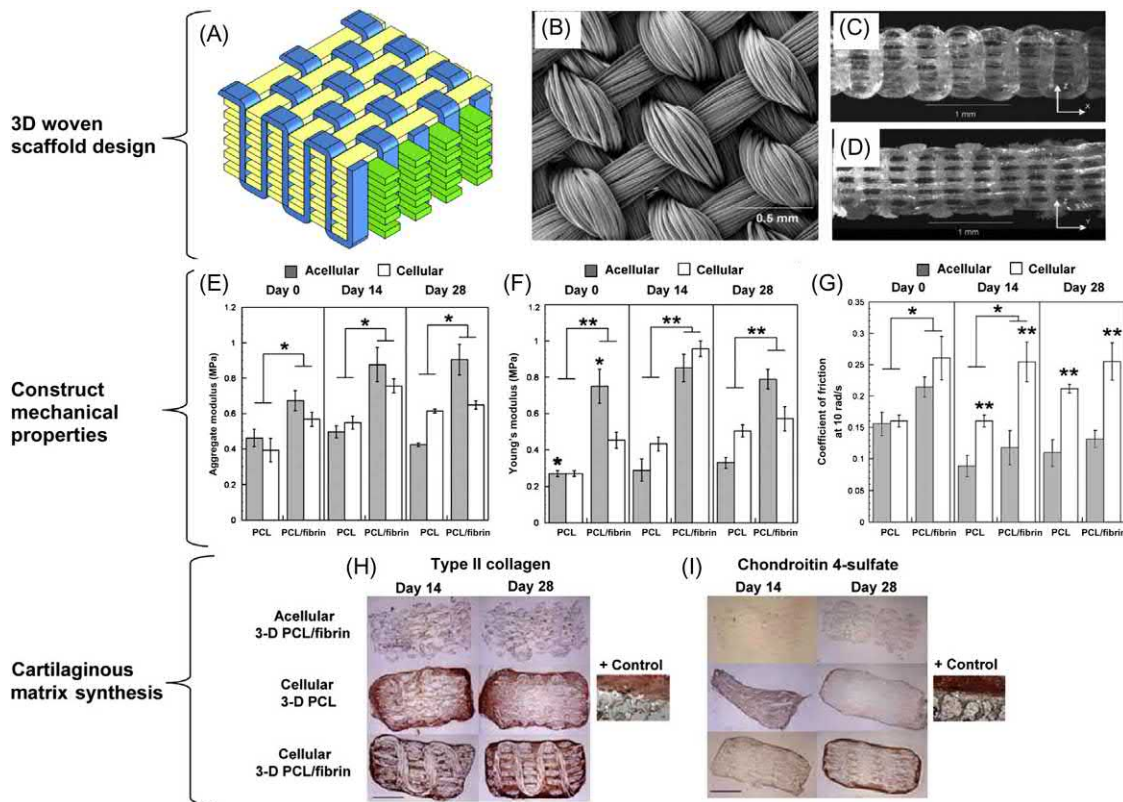 3D woven
scaffold design
(A)
(B)
0.5 mm
(C)
1 mm
Z
X
(D)
1 mm
Z
Y
Construct
mechanical
properties
(E)
Acellular Cellular
Day 0 Day 14 Day 28
Aggregate modulus (MPa)
1.2
1
0.8
0.6
0.4
0.2
0
* * *
PCL PCL/fibrin PCL PCL/fibrin PCL PCL/fibrin
(F)
Acellular Cellular
Day 0 Day 14 Day 28
Young's modulus (MPa)
1.2
1
0.8
0.6
0.4
0.2
0
** ** **
*
*
PCL PCL/fibrin PCL PCL/fibrin PCL PCL/fibrin
(G)
Acellular Cellular
Day 0 Day 14 Day 28
Coefficient of friction
at 10 rad/s
0.35
0.3
0.25
0.2
0.15
0.1
0.05
0
* *
** **
**
**
PCL PCL/fibrin PCL PCL/fibrin PCL PCL/fibrin
Cartilaginous
matrix synthesis
(H)
Type II collagen
Day 14 Day 28
Acellular
3-D PCL/fibrin
Cellular
3-D PCL
Cellular
3-D PCL/fibrin
+ Control
(I)
Chondroitin 4-sulfate
Day 14 Day 28
+ Control